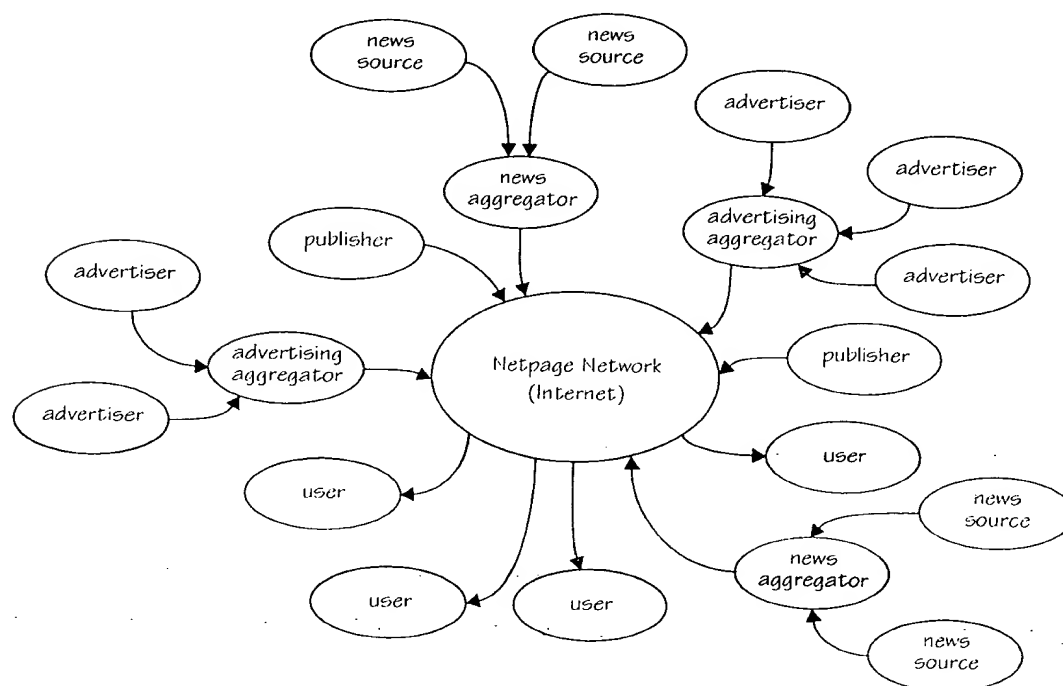 news
source
news
source
advertiser
advertiser
news
aggregator
advertising
aggregator
publisher
advertiser
advertiser
advertising
aggregator
Netpage Network
(Internet)
publisher
advertiser
user
user
news
source
news
aggregator
user
user
news
source